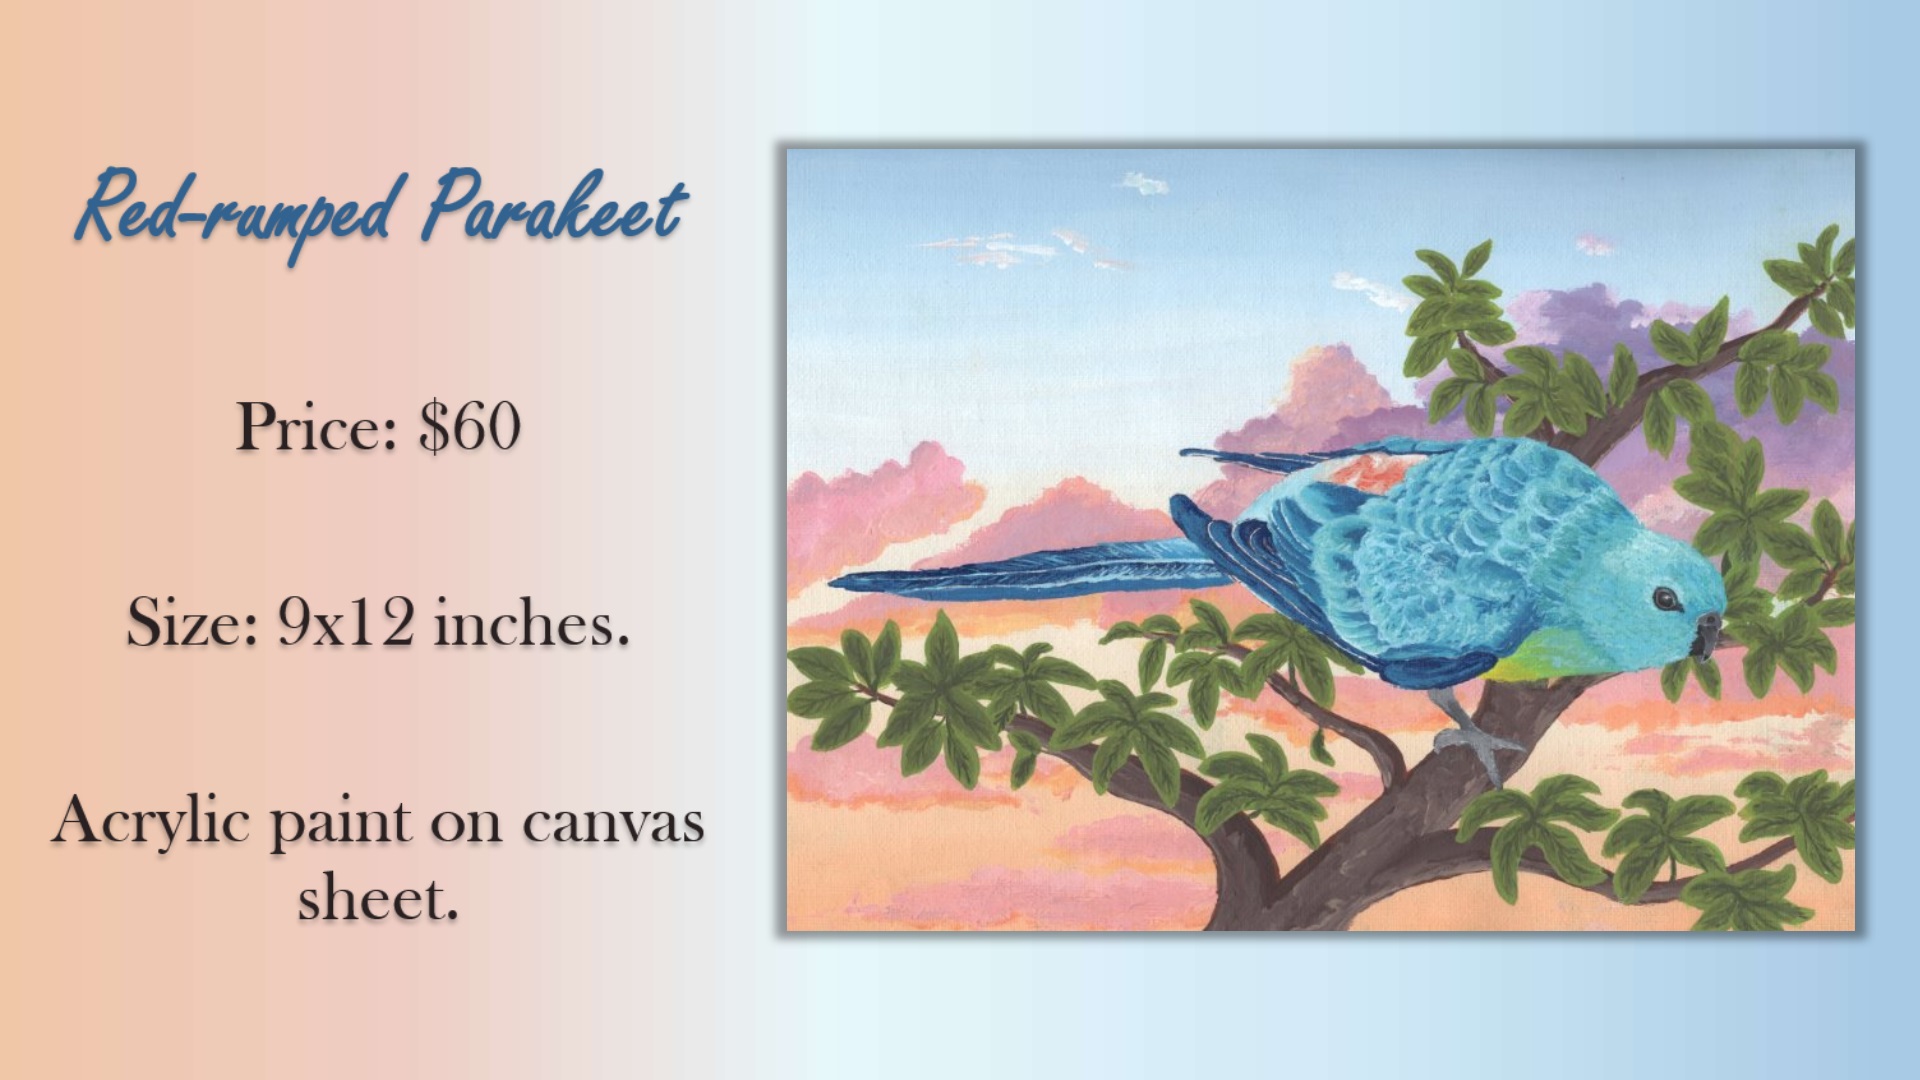 Red-rumped Parakeet
Price: $60
Size: 9x12 inches.
Acrylic paint on canvas
sheet.